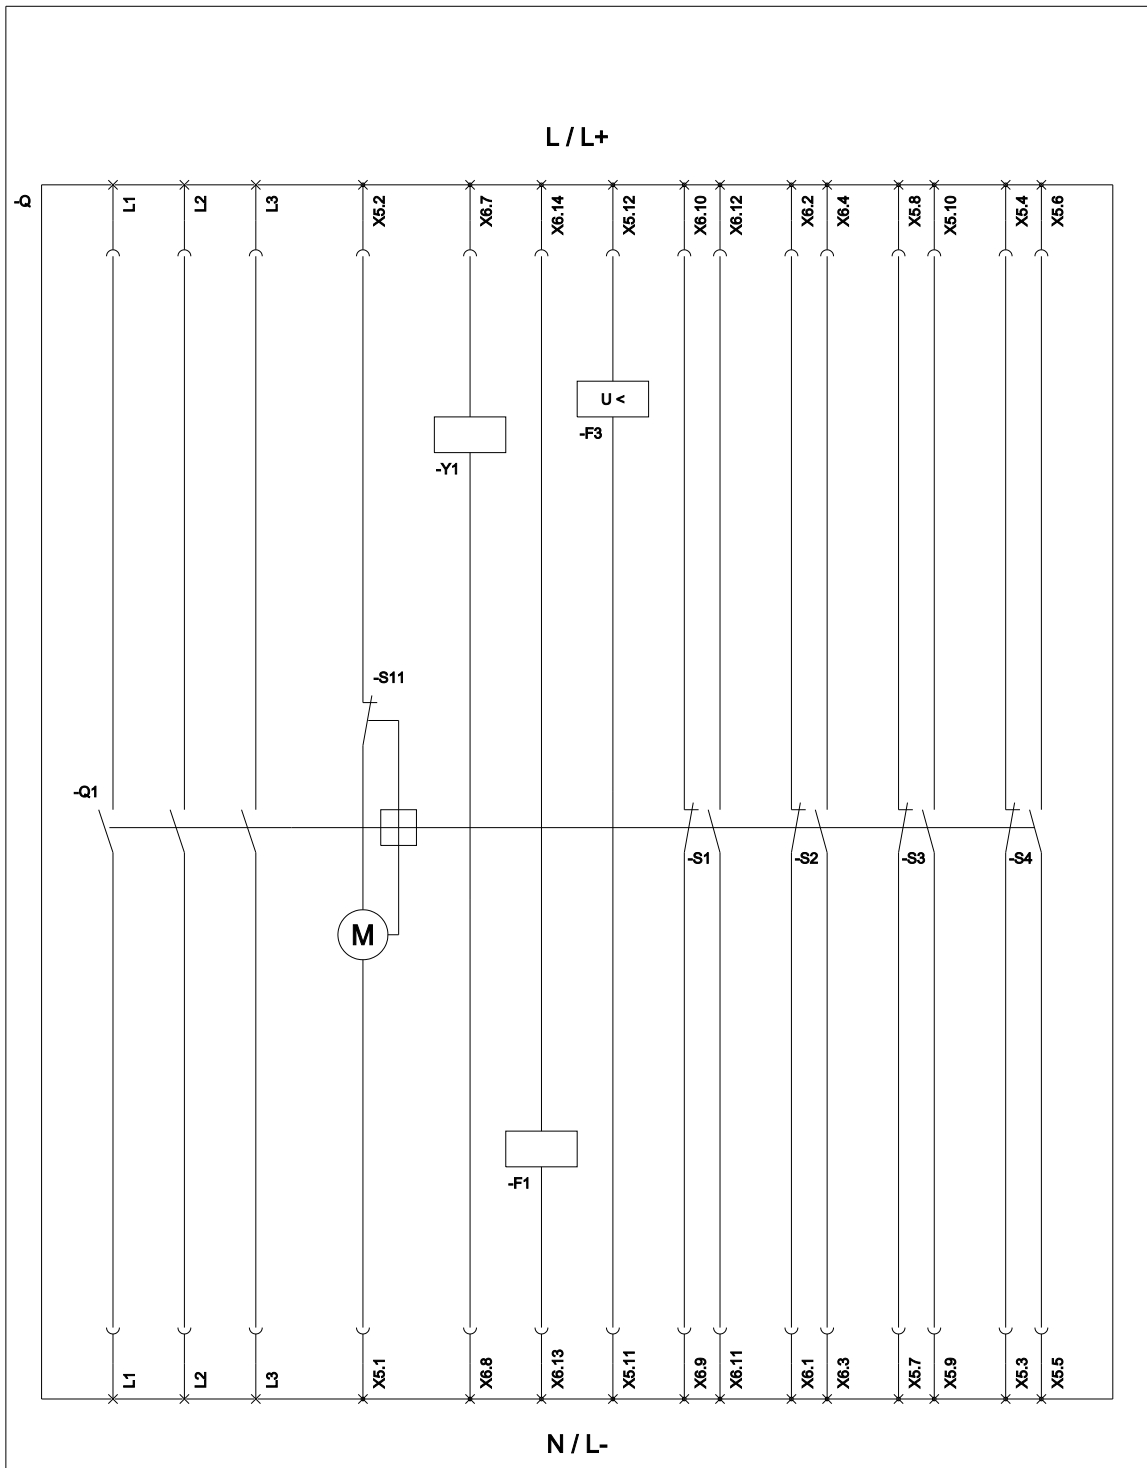 L / L+
-Q
L1
L2
L3
X5.2
X6.7
X6.14
X5.12
X6.10
X6.12
X6.2
X6.4
X5.8
X5.10
X5.4
X5.6
U <
-F3
-Y1
-S11
-Q1
-S1
-S2
-S3
-S4
M
-F1
L1
L2
L3
X5.1
X6.8
X6.13
X5.11
X6.9
X6.11
X6.1
X6.3
X5.7
X5.9
X5.3
X5.5
N / L-